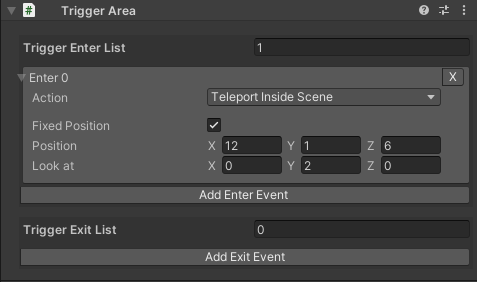 Trigger Area
Trigger Enter List 1
Enter 0 X
Action Teleport Inside Scene
Fixed Position
Position X 12 Y 1 Z 6
Look at X 0 Y 2 Z 0
Add Enter Event
Trigger Exit List 0
Add Exit Event